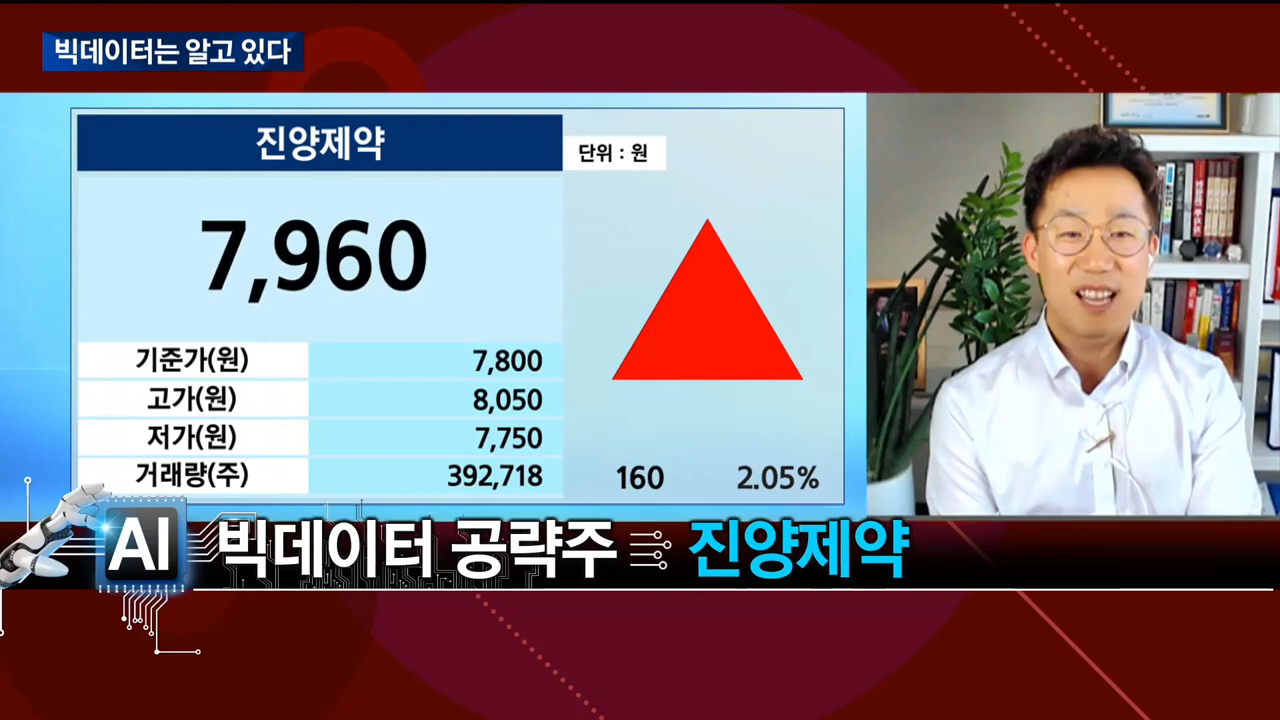 빅데이터는 알고 있다
진양제약
단위 : 원
7,960
기준가(원) 7,800
고가(원) 8,050
저가(원) 7,750
거래량(주) 392,718
160 2.05%
AI 빅데이터 공략주 진양제약